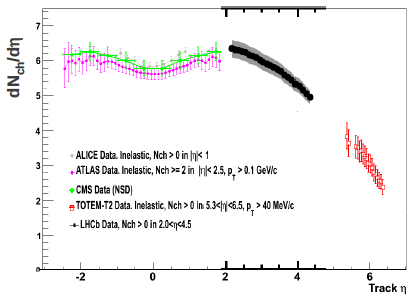 dNch/dη
7
6
5
4
3
2
1
0
ALICE Data. Inelastic, Nch > 0 in |η|< 1
ATLAS Data. Inelastic, Nch >= 2 in |η|< 2.5, pT > 0.1 GeV/c
CMS Data (NSD)
TOTEM-T2 Data. Inelastic, Nch > 0 in 5.3<|η|<6.5, pT > 40 MeV/c
LHCb Data, Nch > 0 in 2.0<η<4.5
-2 0 2 4 6
Track η